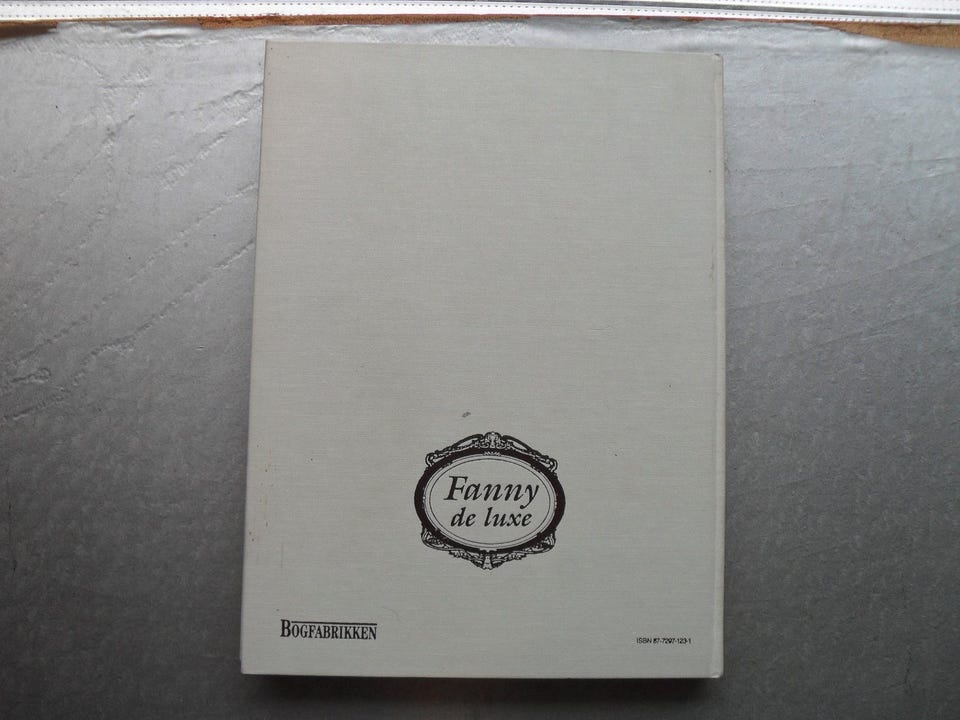 Fanny
de luxe
BOGFABRIKKEN
ISBN 87-7297-123-1